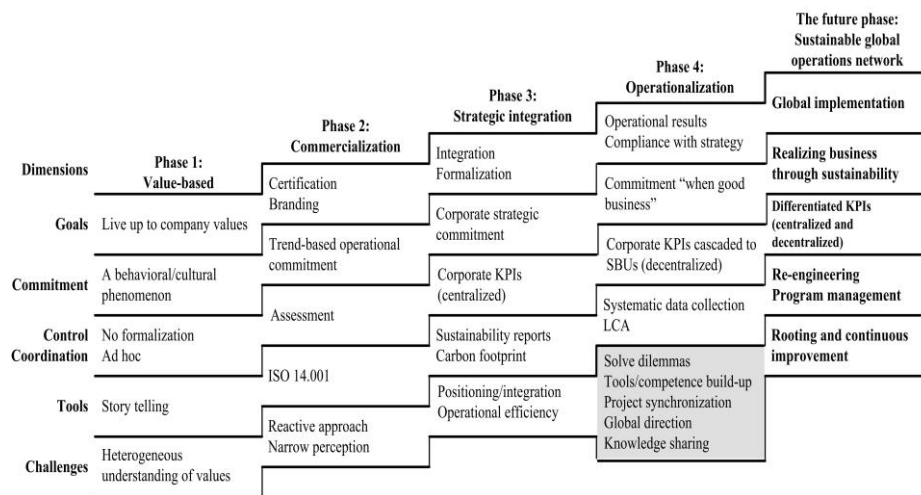 Dimensions
Goals
Commitment
Control
Coordination
Tools
Challenges
Phase 1:
Value-based
Live up to company values
A behavioral/cultural
phenomenon
No formalization
Ad hoc
Story telling
Heterogeneous
understanding of values
Phase 2:
Commercialization
Certification
Branding
Trend-based operational
commitment
Assessment
ISO 14.001
Reactive approach
Narrow perception
Phase 3:
Strategic integration
Integration
Formalization
Corporate strategic
commitment
Corporate KPIs
(centralized)
Sustainability reports
Carbon footprint
Positioning/integration
Operational efficiency
Phase 4:
Operationalization
Operational results
Compliance with strategy
Commitment “when good
business”
Corporate KPIs cascaded to
SBUs (decentralized)
Systematic data collection
LCA
Solve dilemmas
Tools/competence build-up
Project synchronization
Global direction
Knowledge sharing
The future phase:
Sustainable global
operations network
Global implementation
Realizing business
through sustainability
Differentiated KPIs
(centralized and
decentralized)
Re-engineering
Program management
Rooting and continuous
improvement